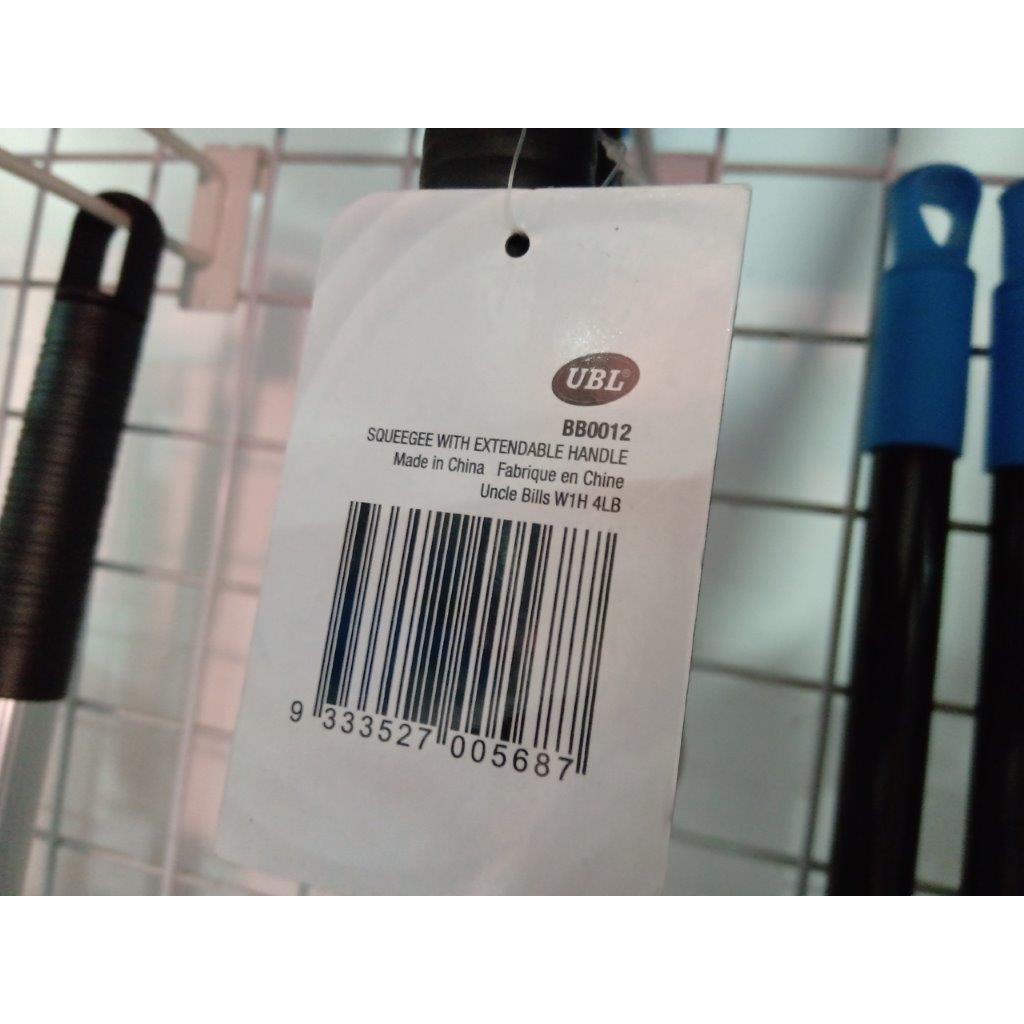 UBL®
BB0012
SQUEEGEE WITH EXTENDABLE HANDLE
Made in China Fabrique en Chine
Uncle Bills W1H 4LB
9 333527 005687